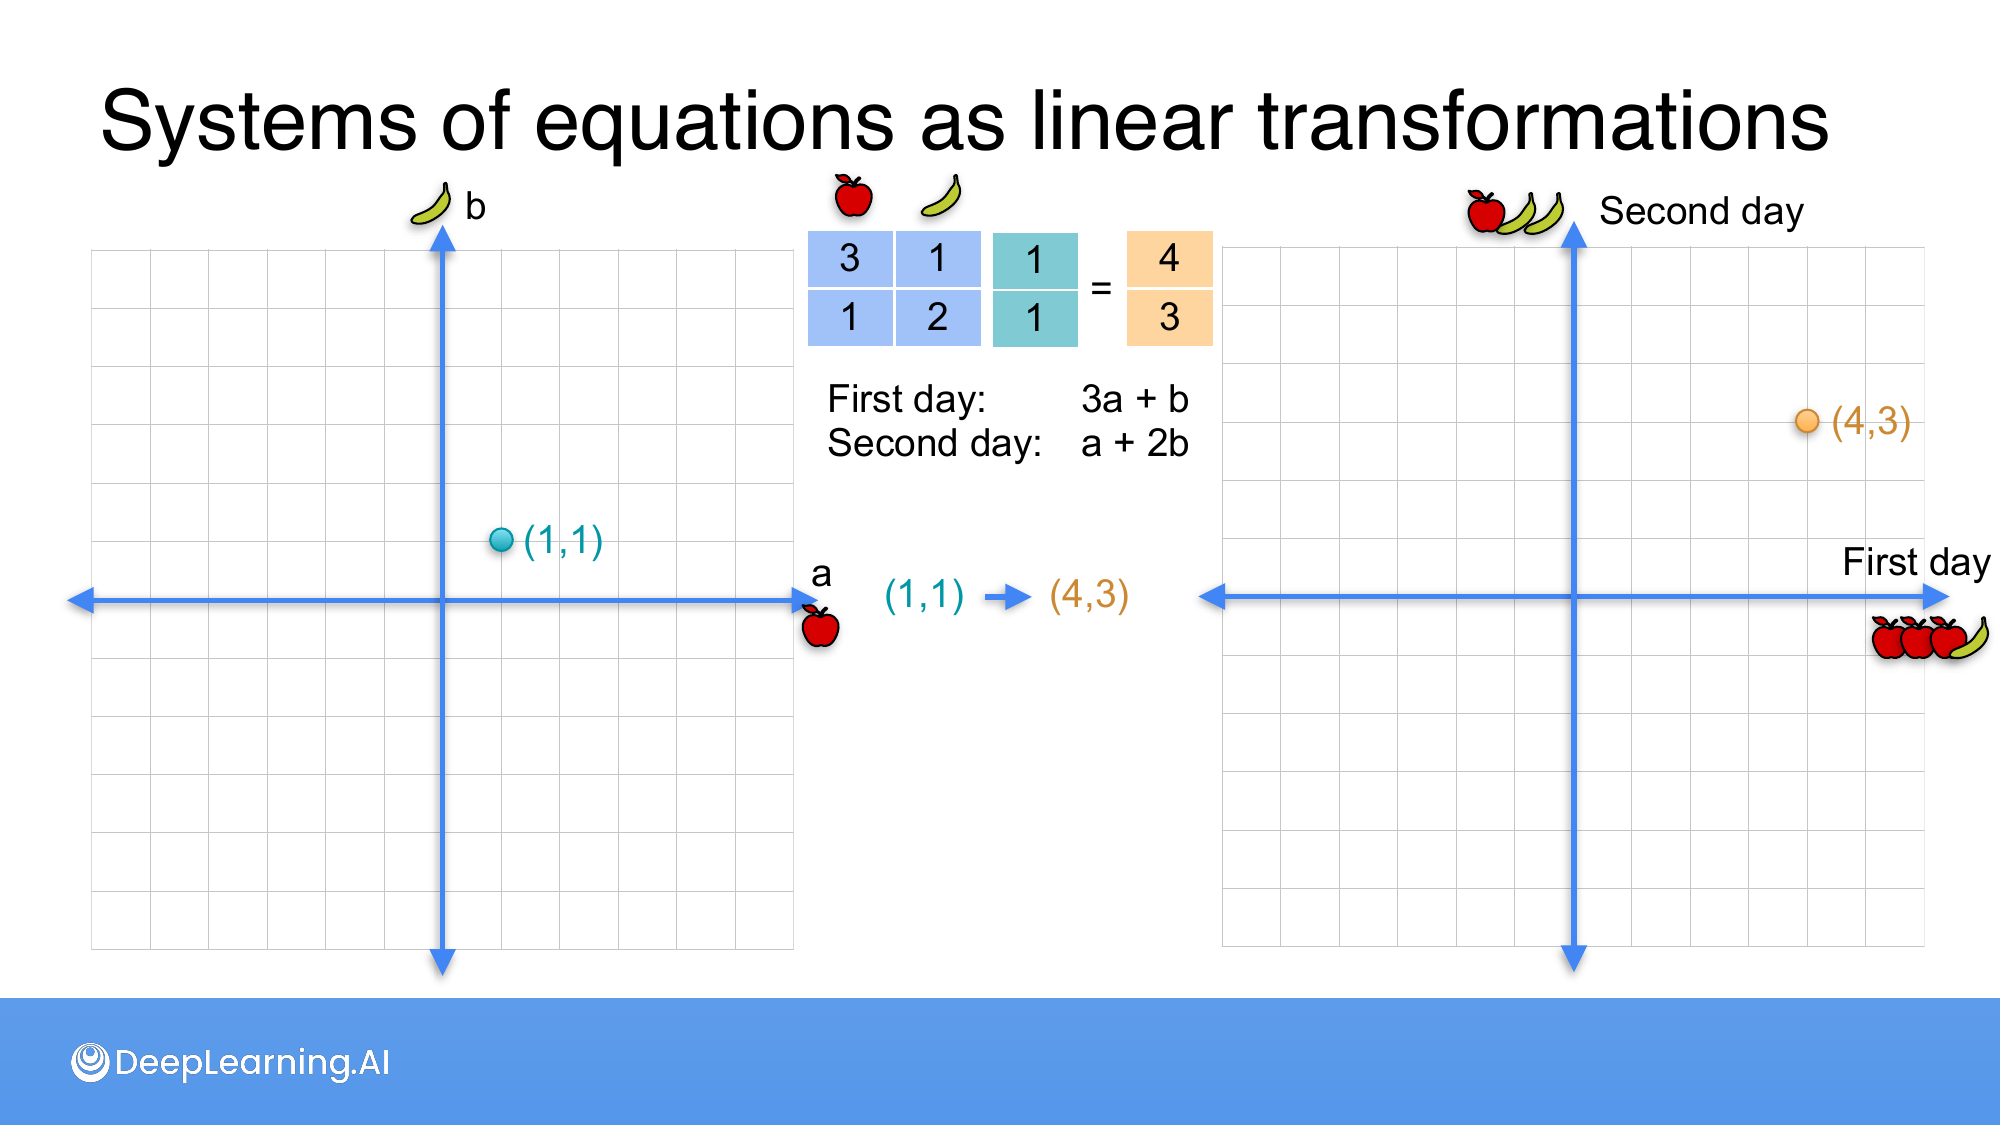 Systems of equations as linear transformations
b
3 1 1 = 4
1 2 1 3
First day: 3a + b
Second day: a + 2b
(1,1)
a
(1,1) (4,3)
Second day
(4,3)
First day
DeepLearning.AI